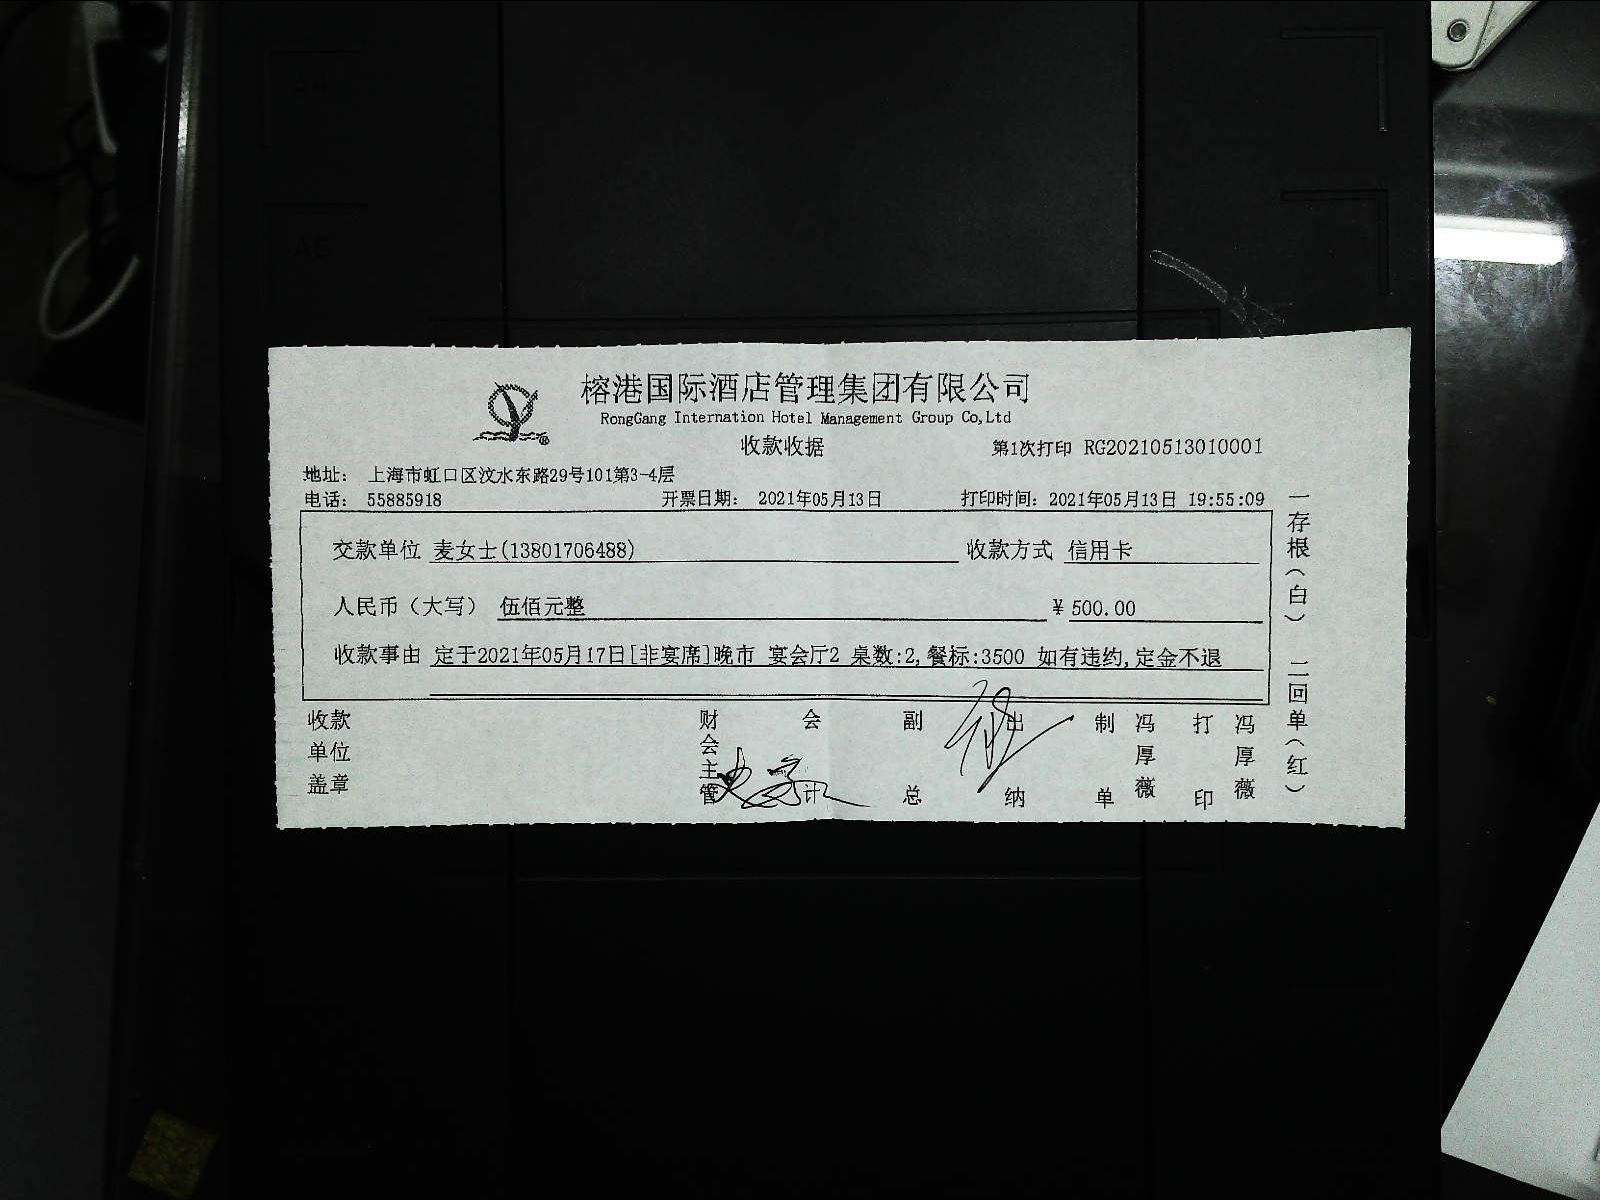 榕港国际酒店管理集团有限公司
RongGang Internation Hotel Management Group Co,Ltd
收款收据 第1次打印 RG20210513010001
地址： 上海市虹口区汶水东路29号101第3-4层
电话： 55885918 开票日期： 2021年05月13日 打印时间：2021年05月13日 19:55:09
交款单位 麦女士(13801706488) 收款方式 信用卡
人民币（大写） 伍佰元整 ¥ 500.00
收款事由 定于2021年05月17日[非宴席]晚市 宴会厅2 桌数:2,餐标:3500 如有违约,定金不退
收款单位盖章 财会主管 会计 副总 出纳 制单 冯厚薇 打印 冯厚薇
一存根（白） 二回单（红）
A6